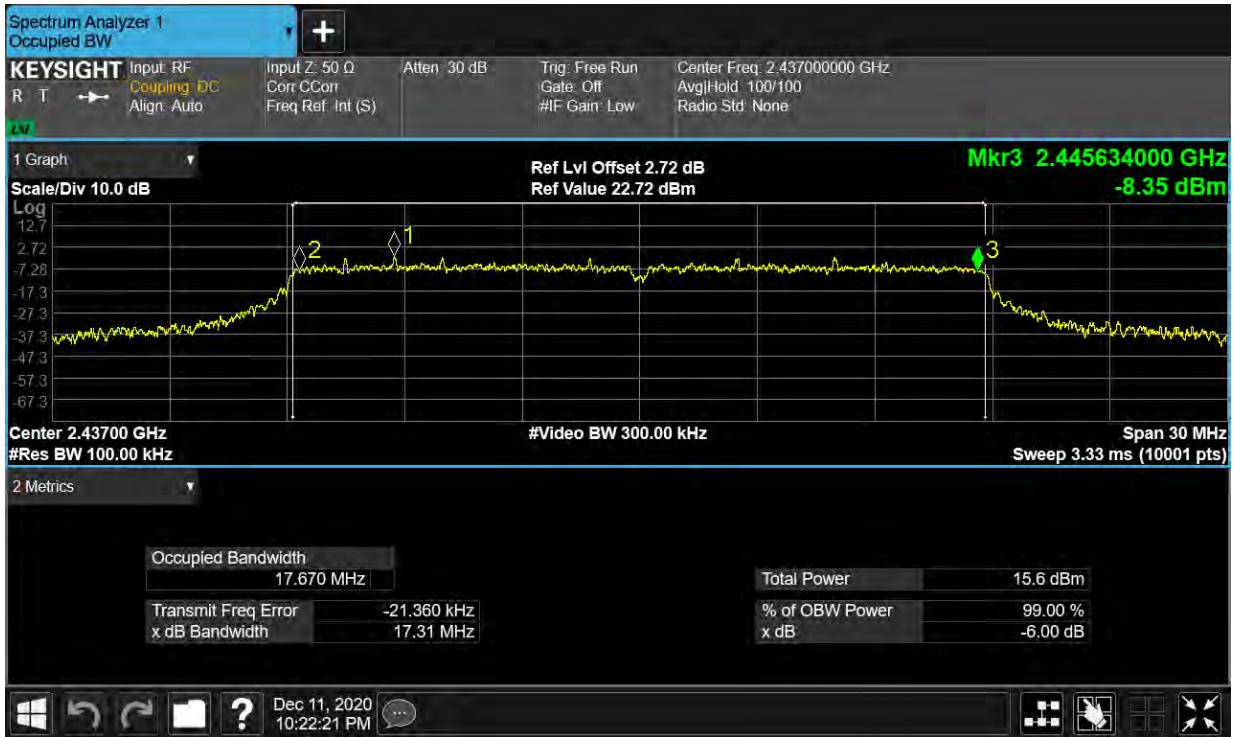 Spectrum Analyzer 1
Occupied BW
+
KEYSIGHT Input: RF Input Z: 50 Ω Atten: 30 dB Trig: Free Run Center Freq: 2.437000000 GHz
R T Coupling: DC Corr CCorr Gate: Off Avg|Hold: 100/100
Align: Auto Freq Ref: Int (S) #IF Gain: Low Radio Std: None
LXI
1 Graph Ref Lvl Offset 2.72 dB Mkr3 2.445634000 GHz
Scale/Div 10.0 dB Ref Value 22.72 dBm -8.35 dBm
Log
12.7
2.72
-7.28
-17.3
-27.3
-37.3
-47.3
-57.3
-67.3
2 1 3
Center 2.43700 GHz #Video BW 300.00 kHz Span 30 MHz
#Res BW 100.00 kHz Sweep 3.33 ms (10001 pts)
2 Metrics
Occupied Bandwidth
17.670 MHz Total Power 15.6 dBm
Transmit Freq Error -21.360 kHz % of OBW Power 99.00 %
x dB Bandwidth 17.31 MHz x dB -6.00 dB
? Dec 11, 2020
10:22:21 PM